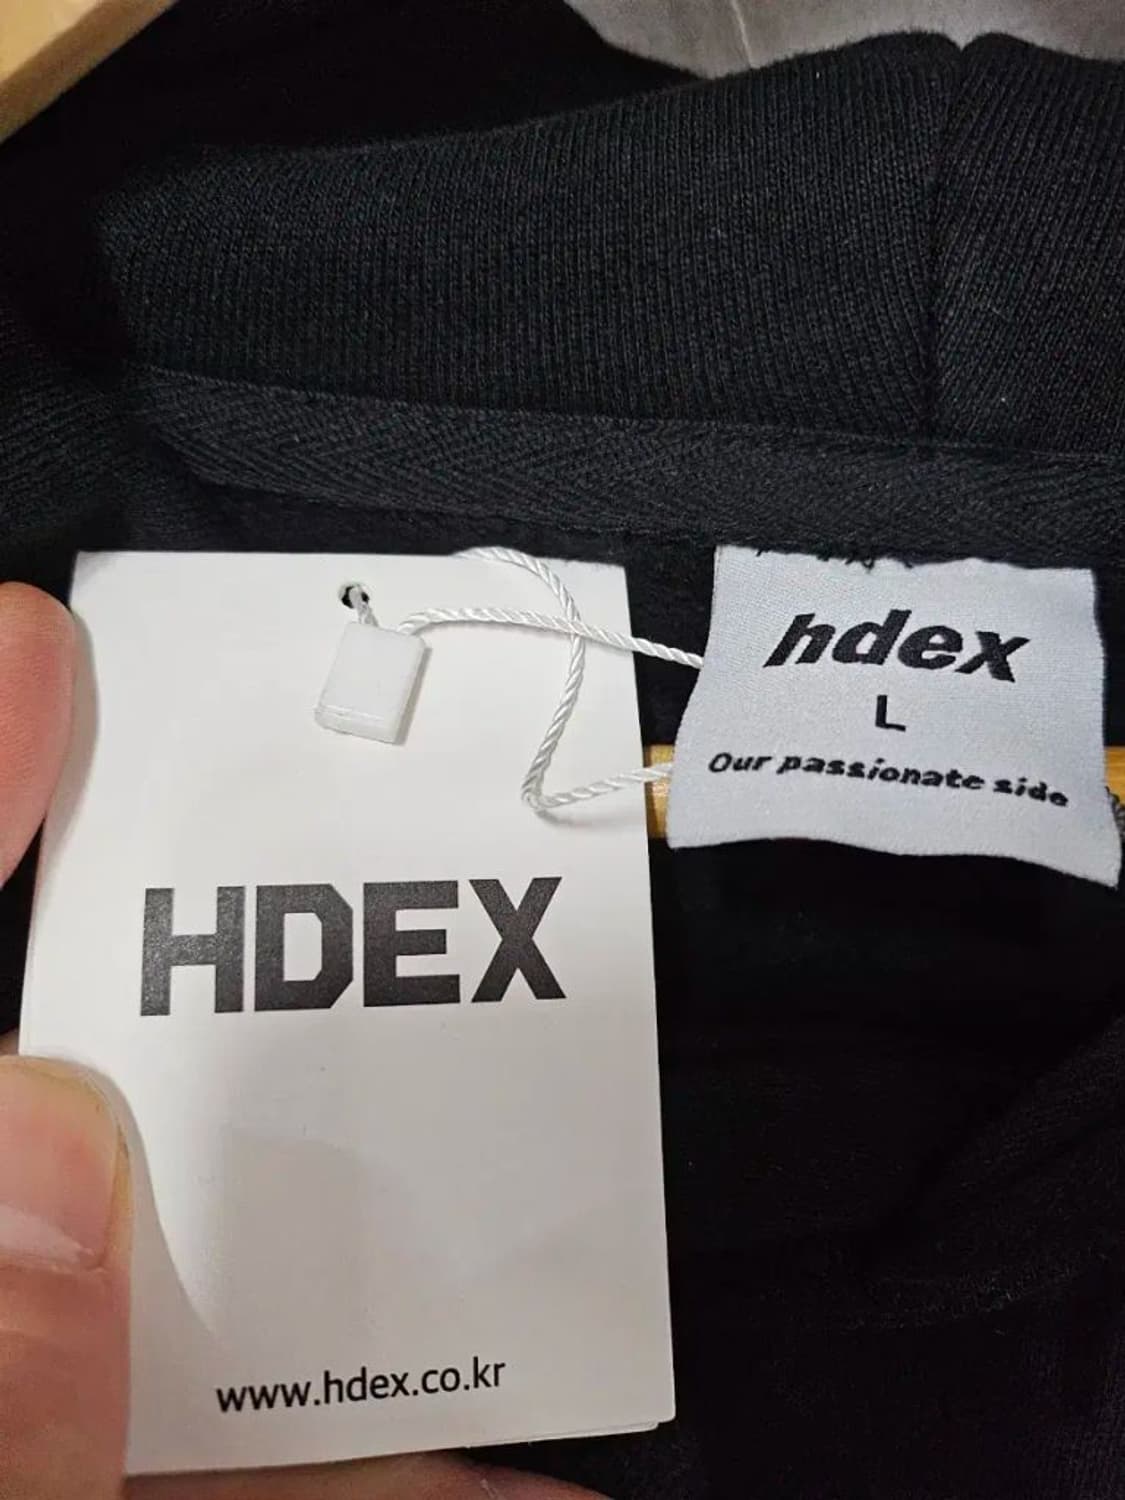 hdex
L
Our passionate side
HDEX
www.hdex.co.kr